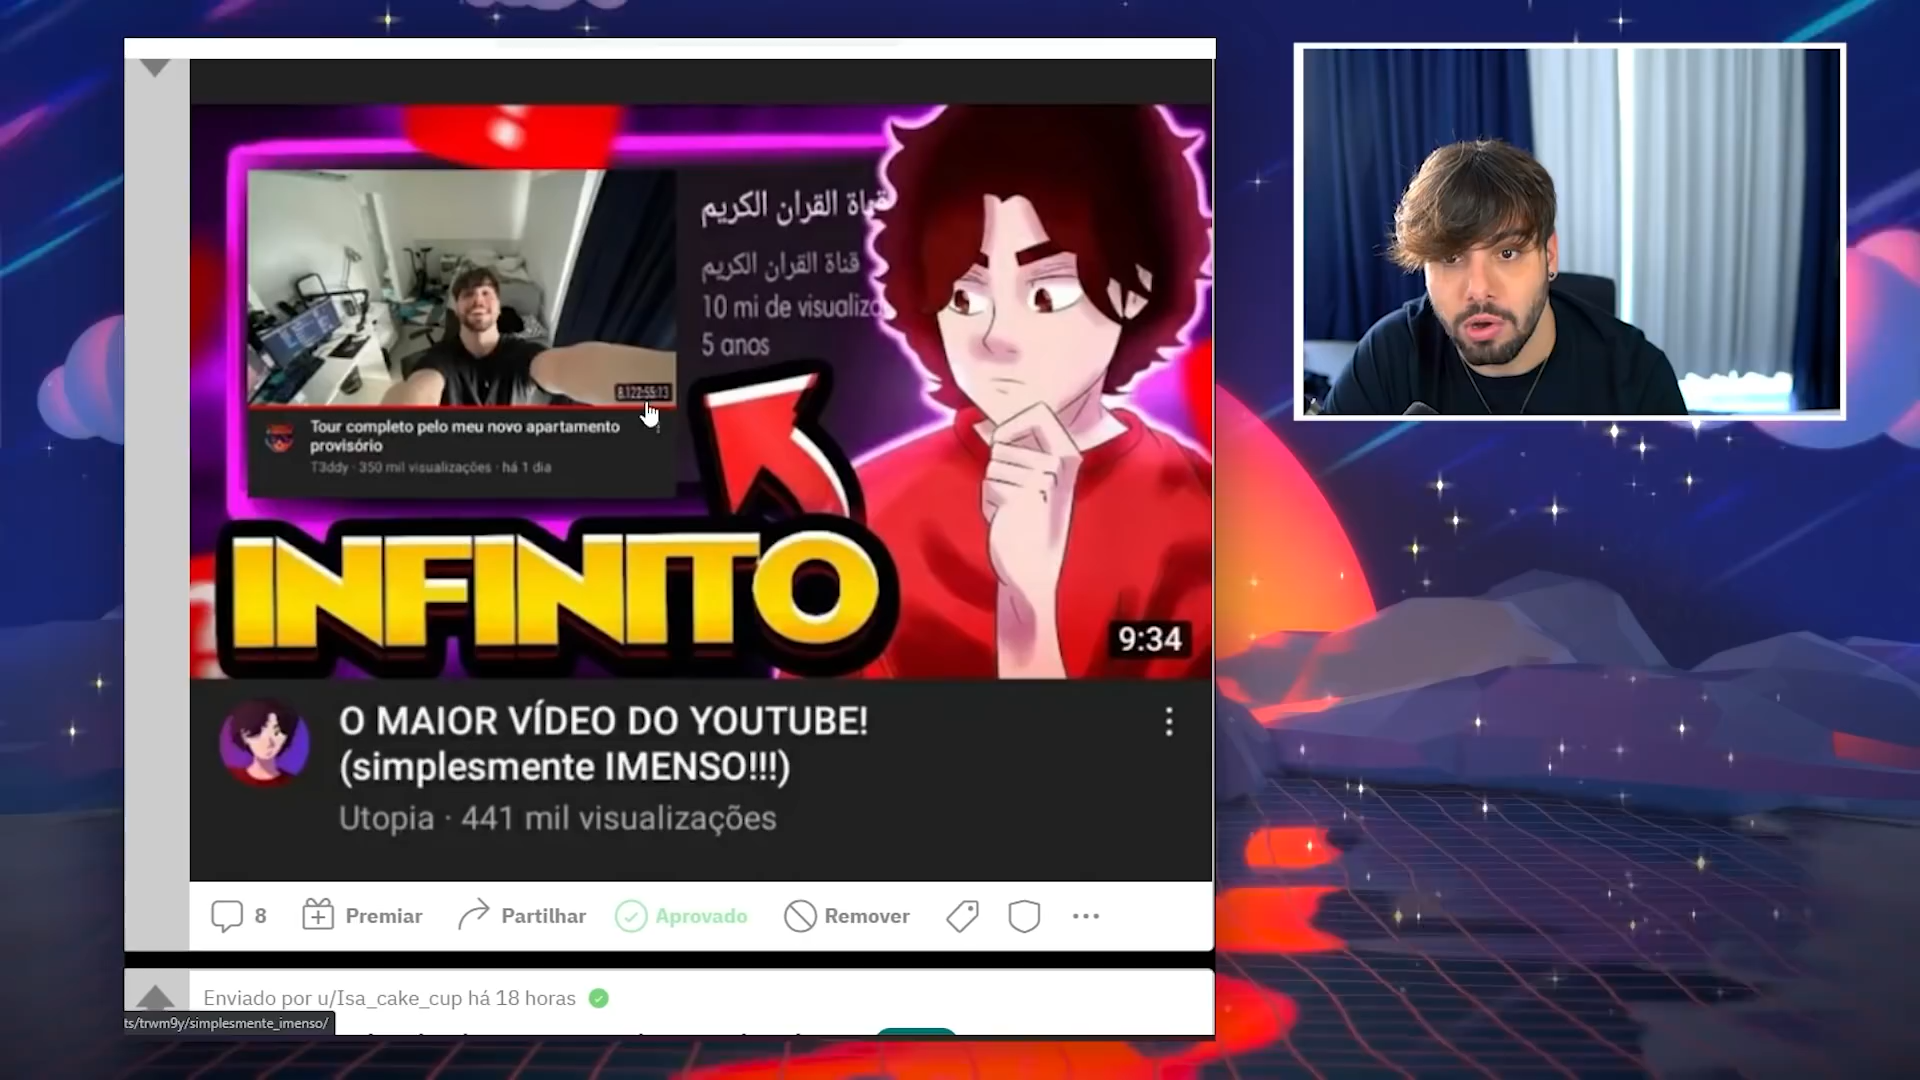 قناة القران الكريم
قناة القران الكريم
10 mi de visualiza
5 anos
8.122:55:13
Tour completo pelo meu novo apartamento
provisório
T3ddy · 350 mil visualizações · há 1 dia
INFINITO
9:34
O MAIOR VÍDEO DO YOUTUBE!
(simplesmente IMENSO!!!)
Utopia · 441 mil visualizações
8 Premiar Partilhar Aprovado Remover
Enviado por u/Isa_cake_cup há 18 horas
ts/trwm9y/simplesmente_imenso/